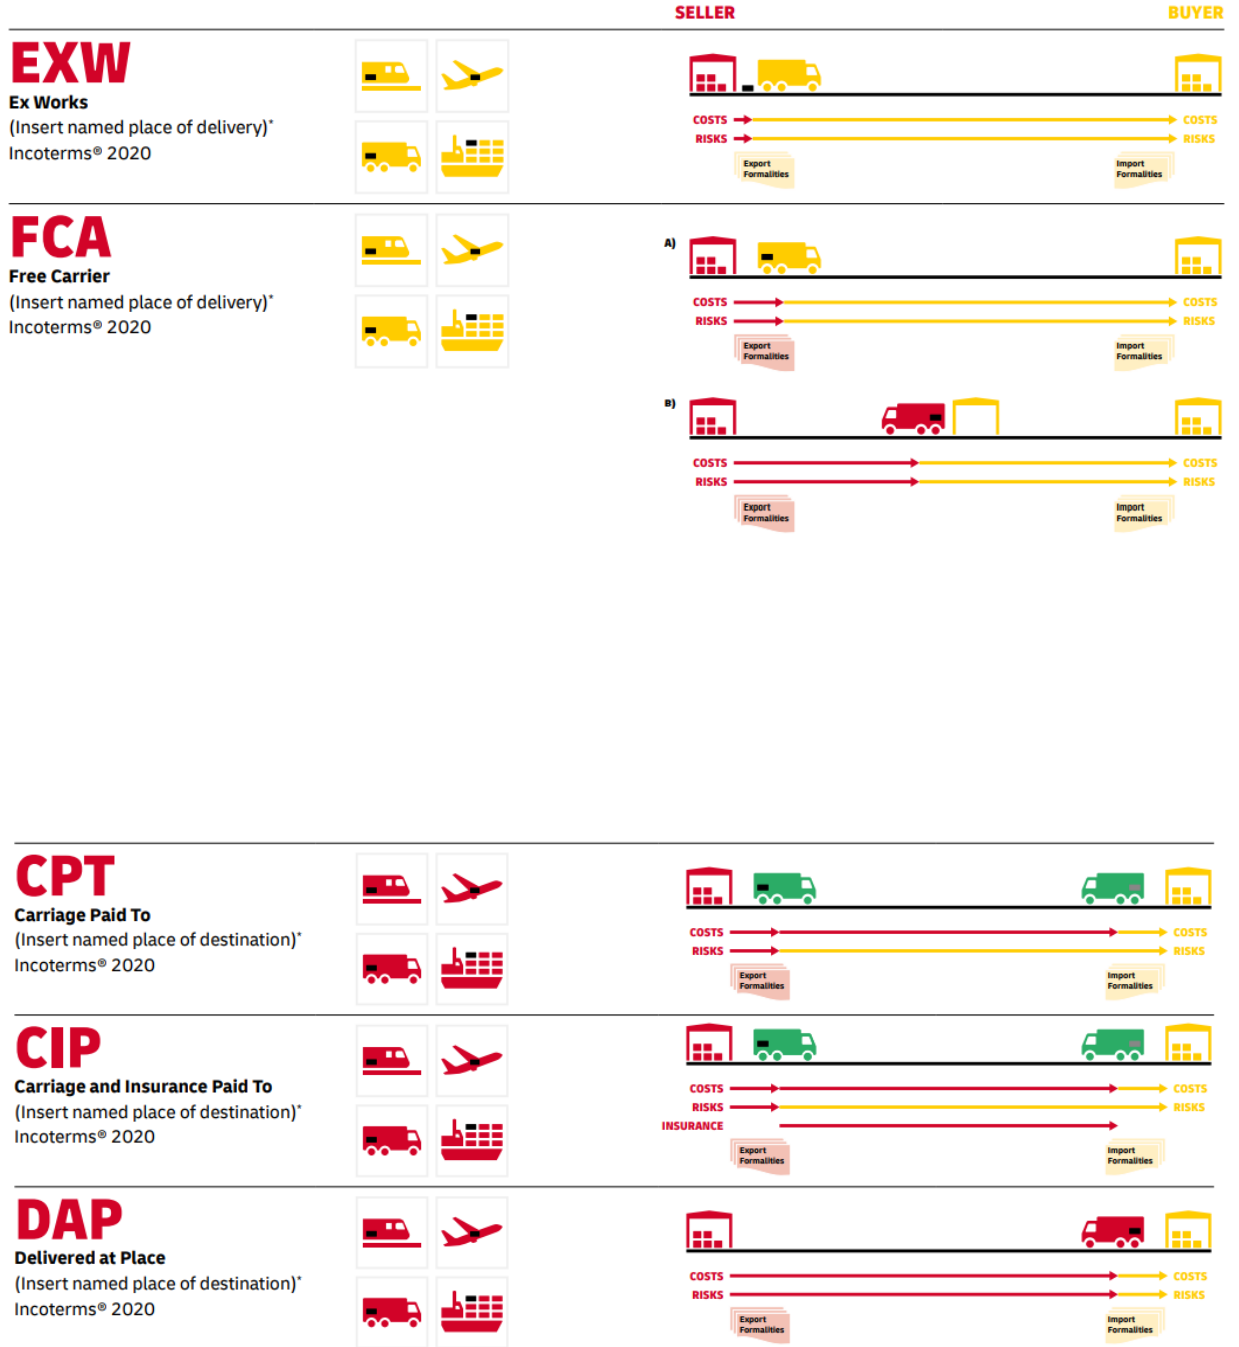 SELLER BUYER
EXW
Ex Works
(Insert named place of delivery)*
Incoterms® 2020
COSTS COSTS
RISKS RISKS
Export
Formalities
Import
Formalities
FCA
Free Carrier
(Insert named place of delivery)*
Incoterms® 2020
A)
COSTS COSTS
RISKS RISKS
Export
Formalities
Import
Formalities
B)
COSTS COSTS
RISKS RISKS
Export
Formalities
Import
Formalities
CPT
Carriage Paid To
(Insert named place of destination)*
Incoterms® 2020
COSTS COSTS
RISKS RISKS
Export
Formalities
Import
Formalities
CIP
Carriage and Insurance Paid To
(Insert named place of destination)*
Incoterms® 2020
COSTS COSTS
RISKS RISKS
INSURANCE
Export
Formalities
Import
Formalities
DAP
Delivered at Place
(Insert named place of destination)*
Incoterms® 2020
COSTS COSTS
RISKS RISKS
Export
Formalities
Import
Formalities